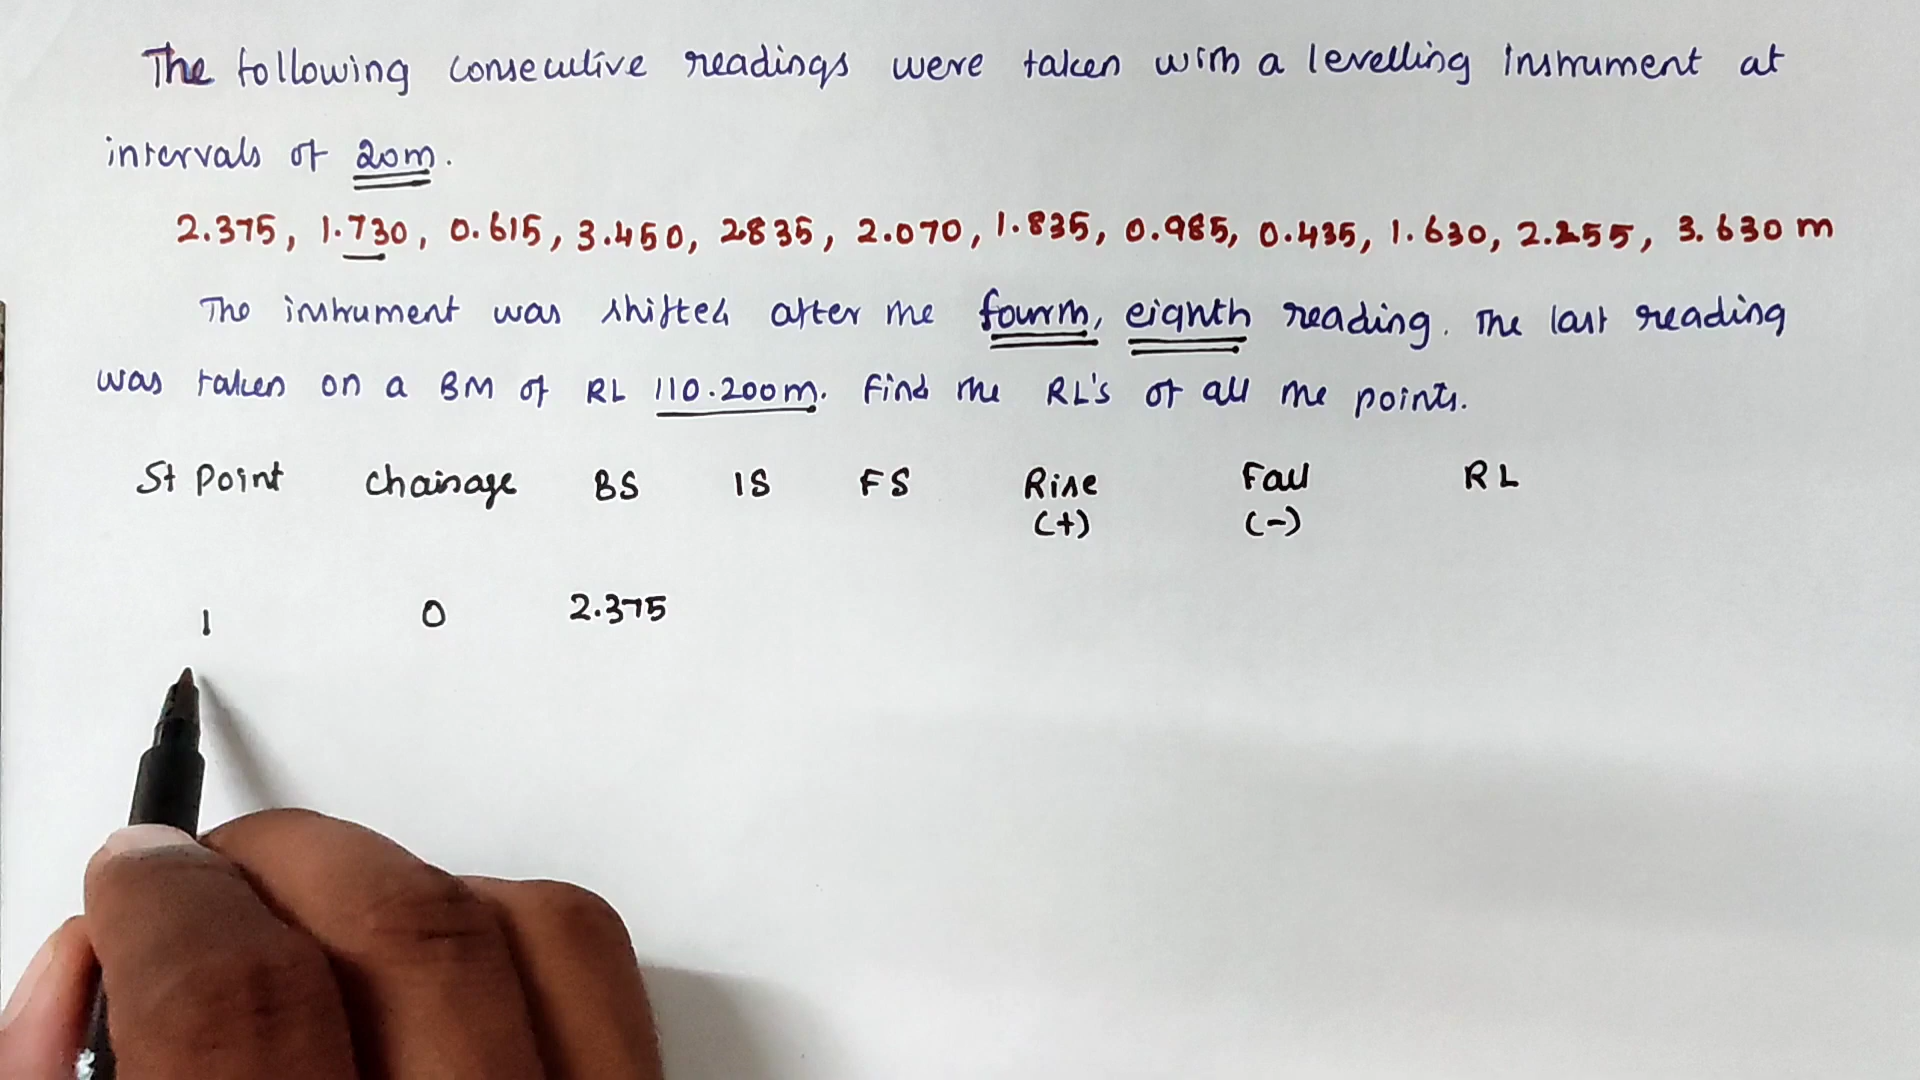 The following consecutive readings were taken with a levelling instrument at
intervals of 20m.
2.375, 1.730, 0.615, 3.450, 2835, 2.070, 1.835, 0.985, 0.435, 1.630, 2.255, 3.630 m
The instrument was shifted after the fourth, eighth reading. The last reading
was taken on a BM of RL 110.200m. Find the RL's of all the points.
St Point chainage BS IS FS Rise Fall RL
(+) (-)
1 0 2.375